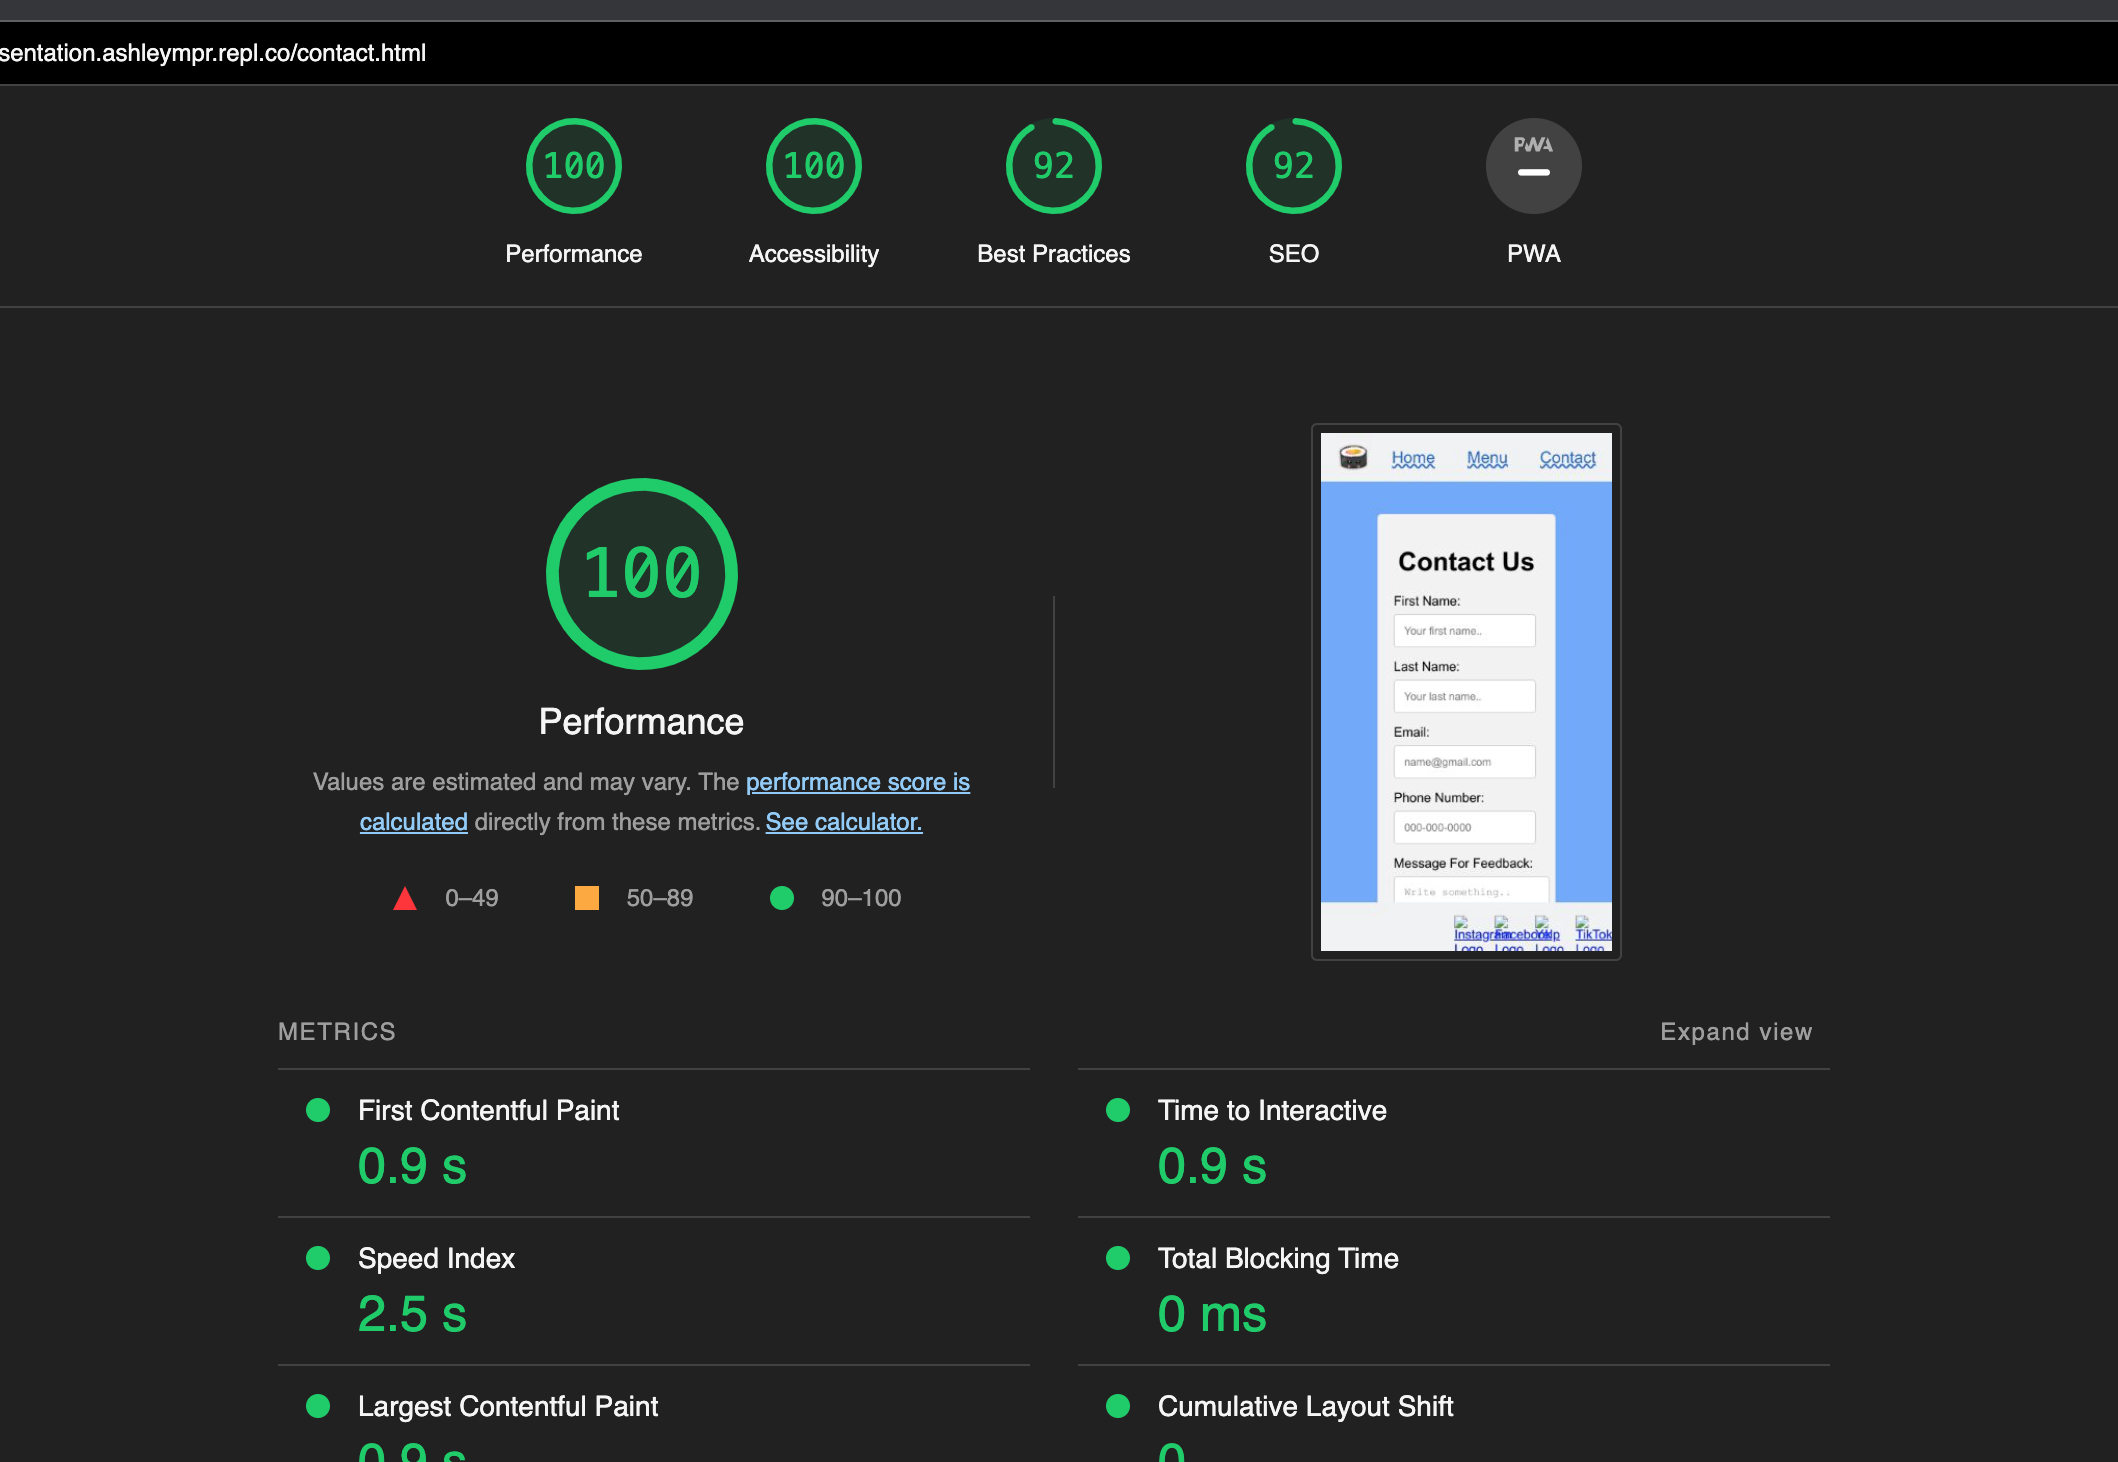 sentation.ashleympr.repl.co/contact.html
100 100 92 92 PWA
Performance Accessibility Best Practices SEO PWA
100
Performance
Values are estimated and may vary. The performance score is
calculated directly from these metrics. See calculator.
0–49 50–89 90–100
Home Menu Contact
Contact Us
First Name:
Your first name..
Last Name:
Your last name..
Email:
name@gmail.com
Phone Number:
000-000-0000
Message For Feedback:
Write something..
Instagram Facebook Yelp TikTok
Logo Logo Logo Logo
METRICS Expand view
First Contentful Paint
0.9 s
Time to Interactive
0.9 s
Speed Index
2.5 s
Total Blocking Time
0 ms
Largest Contentful Paint
0.9 s
Cumulative Layout Shift
0